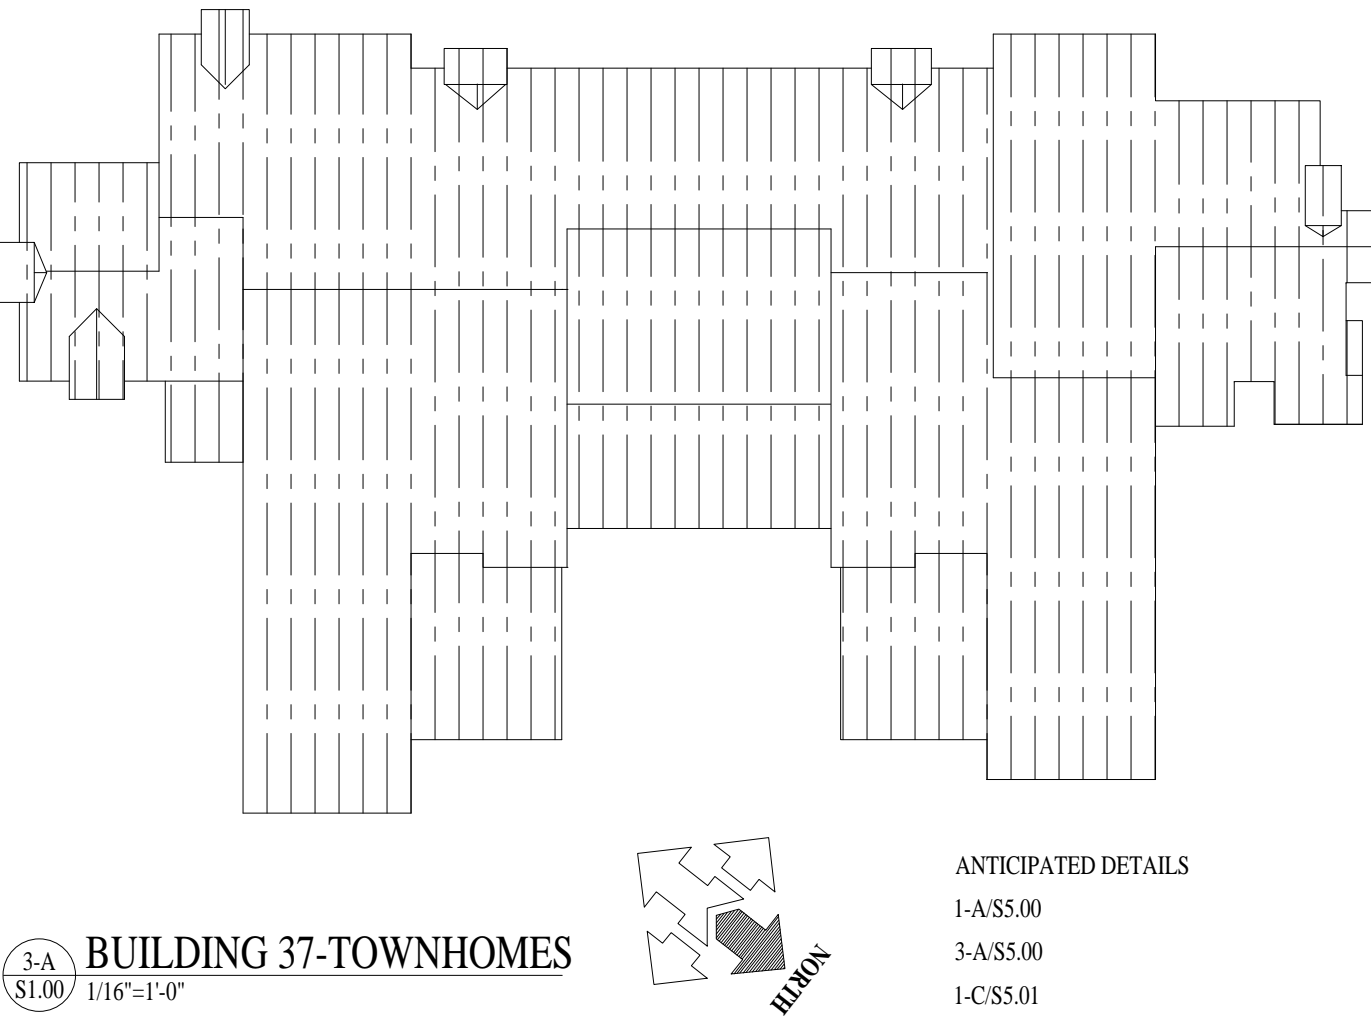 BUILDING 37-TOWNHOMES
3-A
S1.00
1/16"=1'-0"
NORTH
ANTICIPATED DETAILS
1-A/S5.00
3-A/S5.00
1-C/S5.01